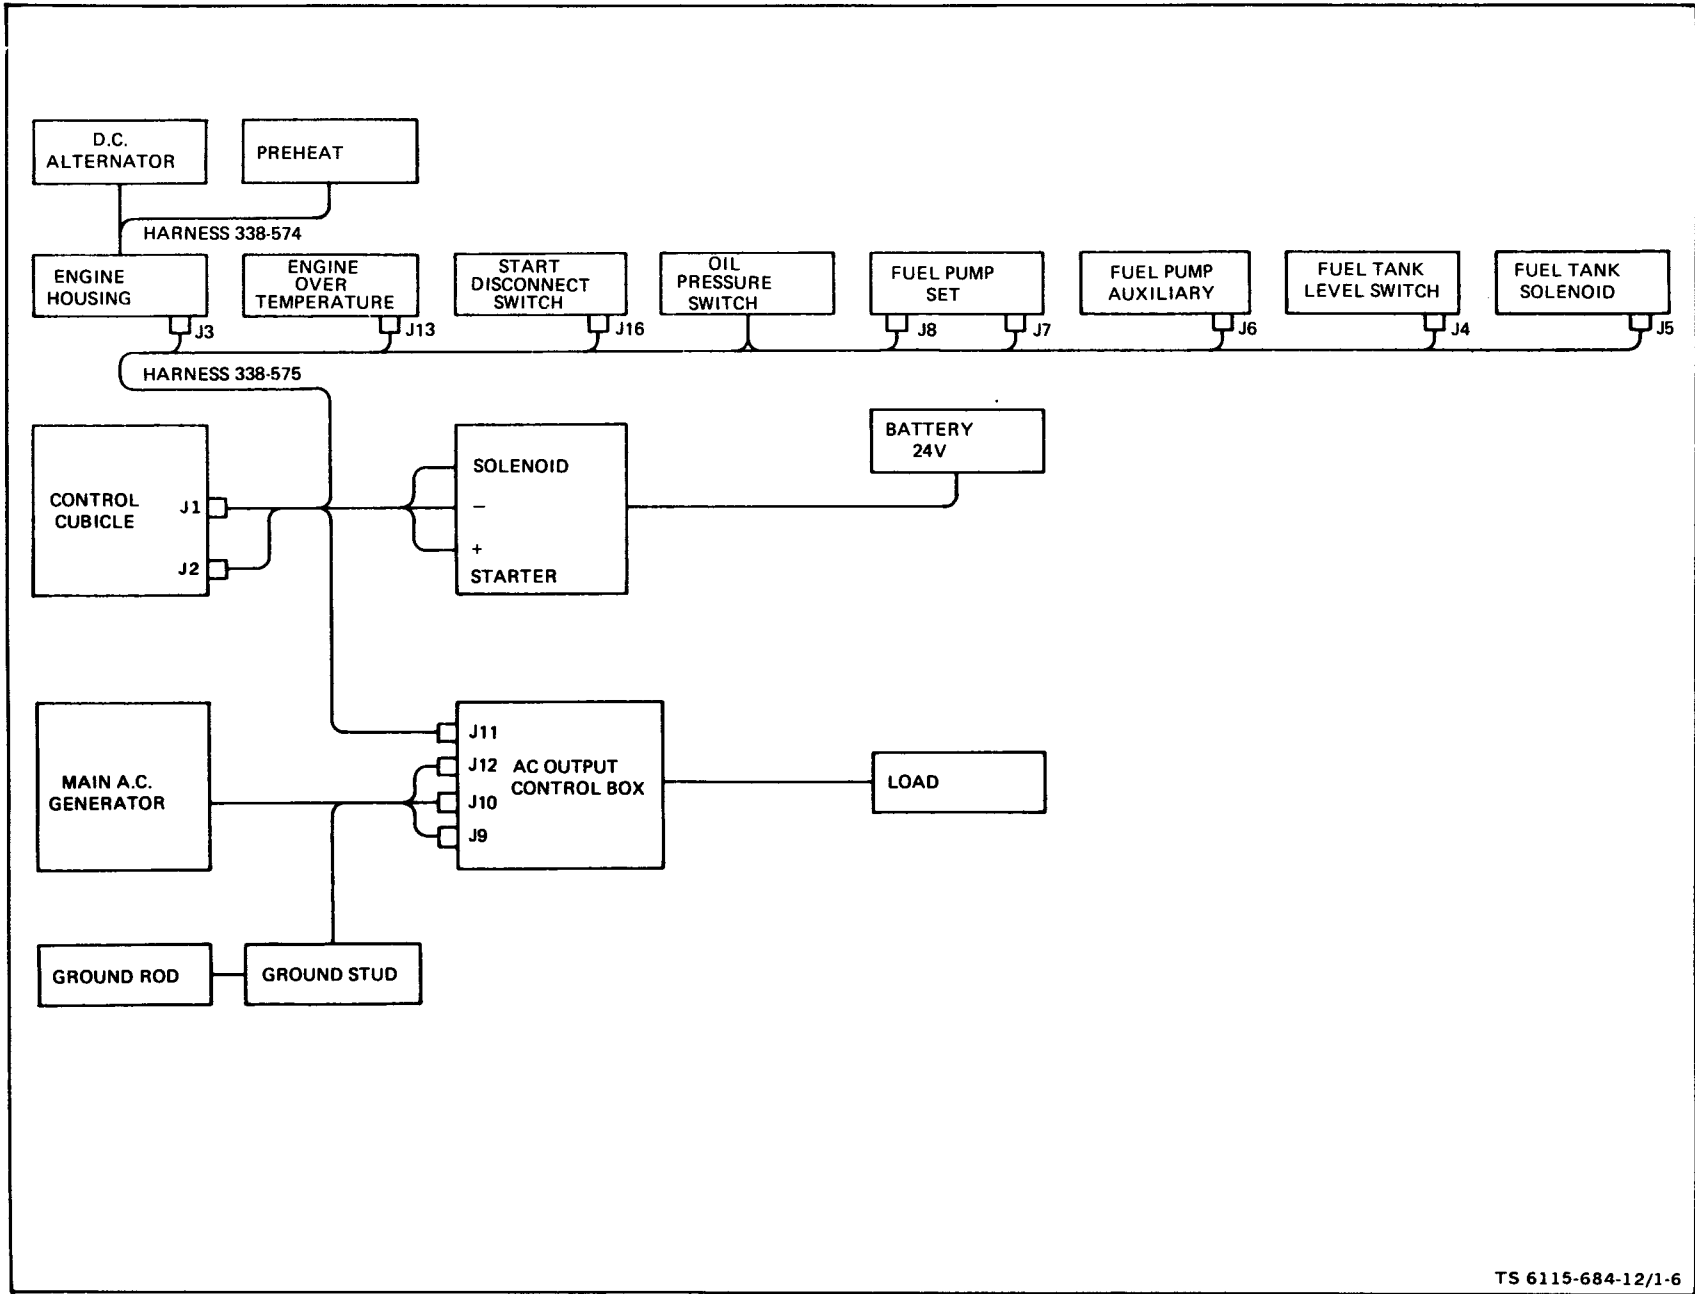 D.C.
ALTERNATOR
PREHEAT
HARNESS 338-574
ENGINE
HOUSING
J3
ENGINE
OVER
TEMPERATURE
J13
START
DISCONNECT
SWITCH
J16
OIL
PRESSURE
SWITCH
FUEL PUMP
SET
J8
J7
FUEL PUMP
AUXILIARY
J6
FUEL TANK
LEVEL SWITCH
J4
FUEL TANK
SOLENOID
J5
HARNESS 338-575
CONTROL
CUBICLE
J1
J2
SOLENOID
−
+
STARTER
BATTERY
24V
MAIN A.C.
GENERATOR
J11
J12
J10
J9
AC OUTPUT
CONTROL BOX
LOAD
GROUND ROD
GROUND STUD
TS 6115-684-12/1-6